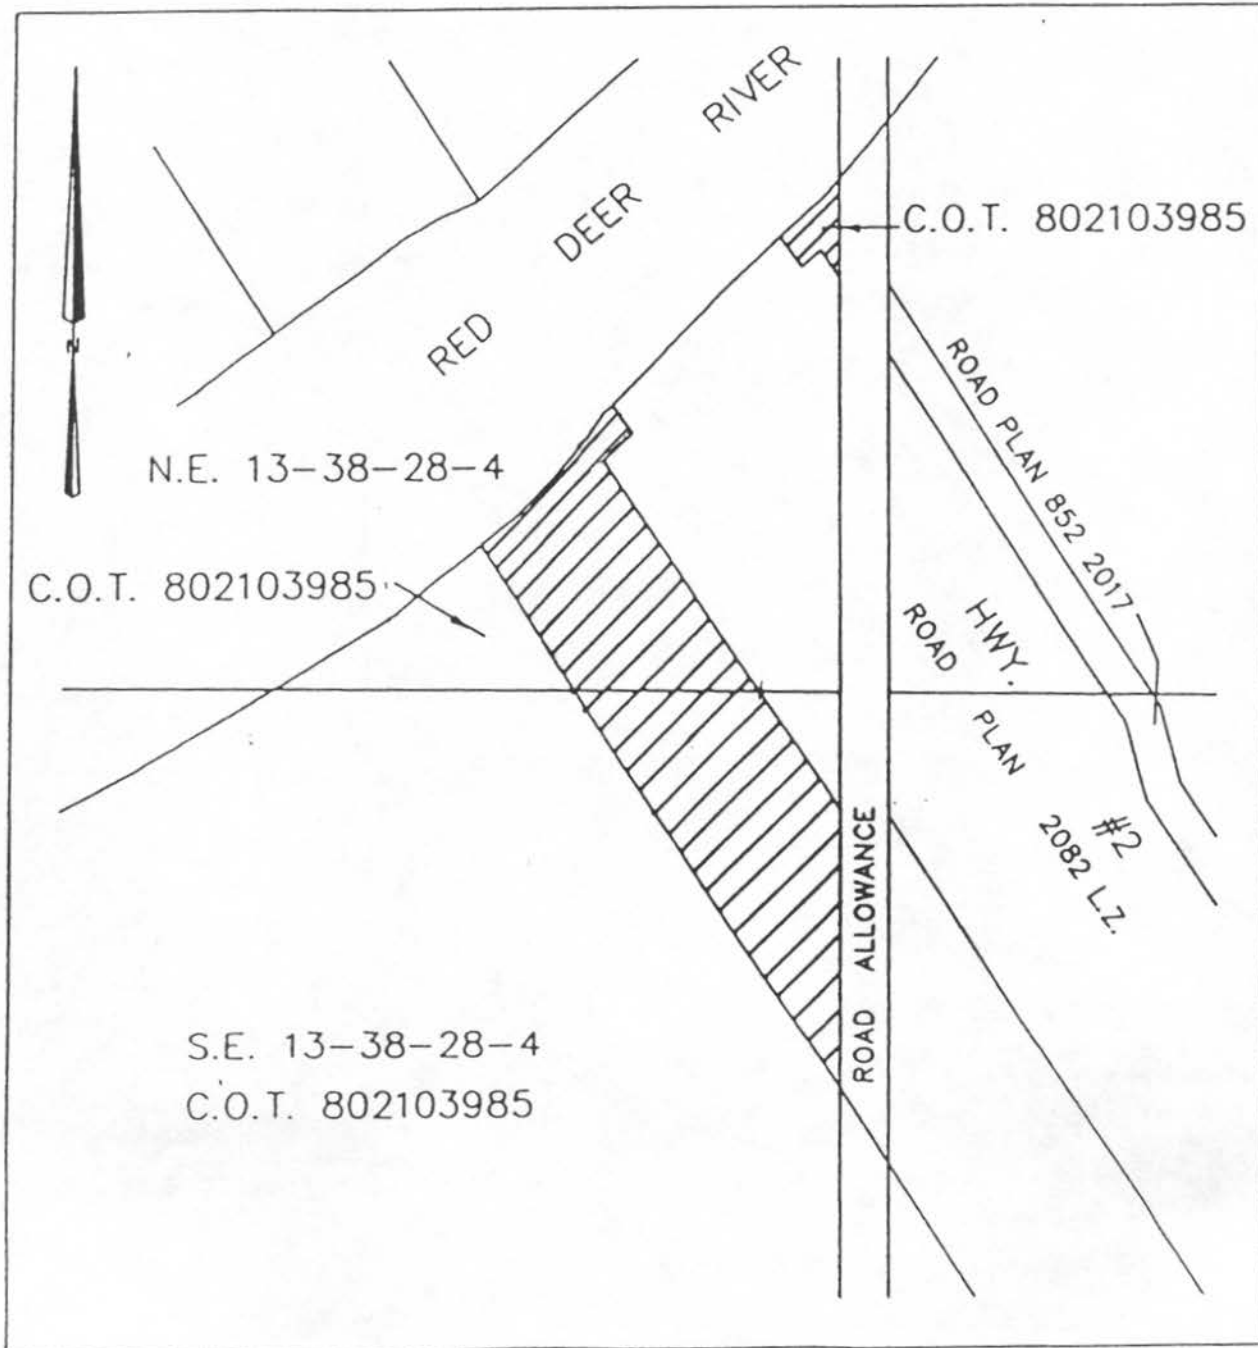 RED DEER RIVER
C.O.T. 802103985
N
N.E. 13-38-28-4
C.O.T. 802103985
ROAD PLAN 852 2017
HWY. #2
ROAD PLAN 2082 L.Z.
ROAD ALLOWANCE
S.E. 13-38-28-4
C.O.T. 802103985